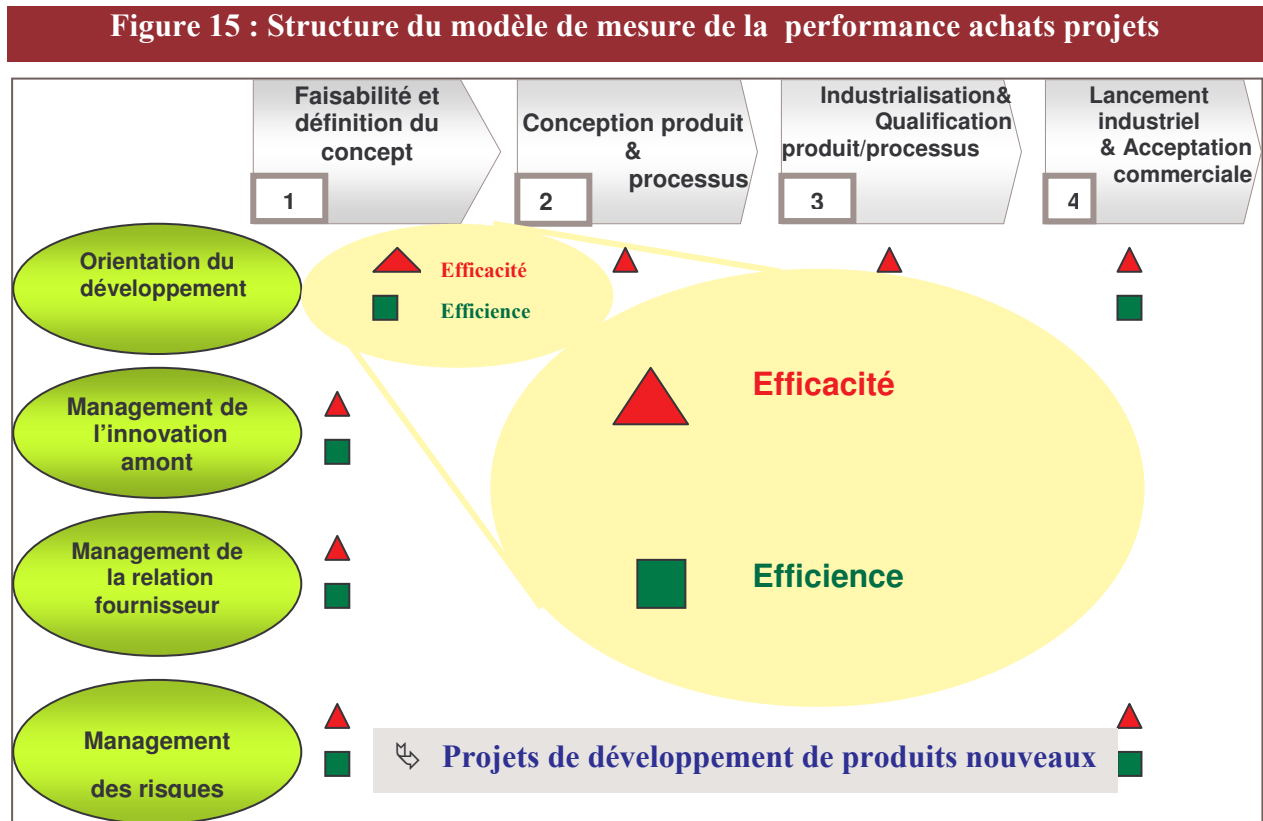 Figure 15 : Structure du modèle de mesure de la performance achats projets
Faisabilité et
définition du
concept
1
Conception produit
&
processus
2
Industrialisation&
Qualification
produit/processus
3
Lancement
industriel
& Acceptation
commerciale
4
Orientation du
développement
Efficacité
Efficience
Management de
l'innovation
amont
Efficacité
Management de
la relation
fournisseur
Efficience
Management
des risques
Projets de développement de produits nouveaux